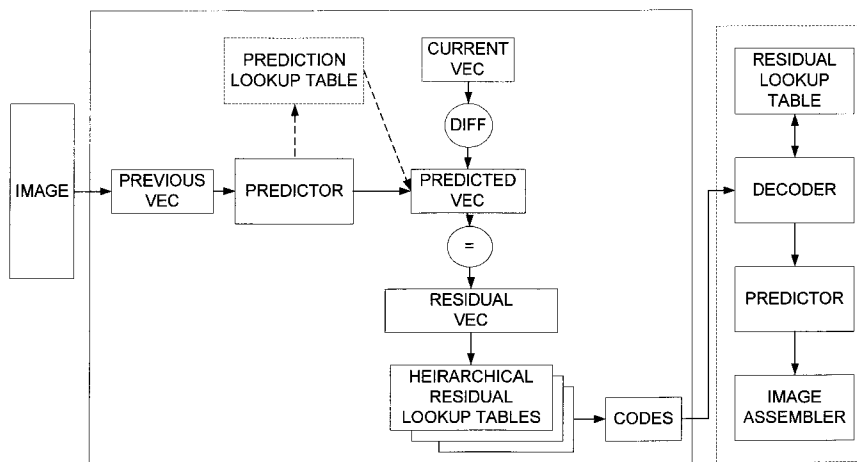 IMAGE
PREVIOUS
VEC
PREDICTION
LOOKUP TABLE
PREDICTOR
CURRENT
VEC
DIFF
PREDICTED
VEC
=
RESIDUAL
VEC
HEIRARCHICAL
RESIDUAL
LOOKUP TABLES
CODES
RESIDUAL
LOOKUP
TABLE
DECODER
PREDICTOR
IMAGE
ASSEMBLER